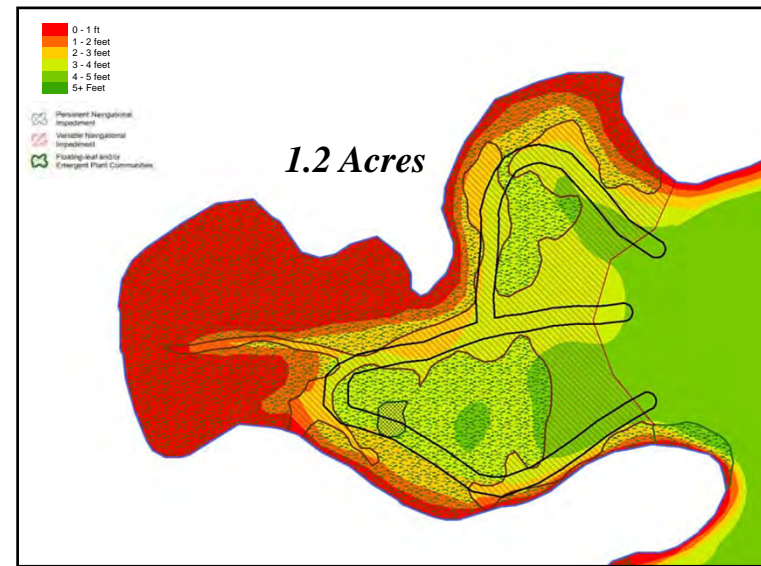 0 - 1 ft
1 - 2 feet
2 - 3 feet
3 - 4 feet
4 - 5 feet
5+ Feet
Persistent Navigational
Impediment
Variable Navigational
Impediment
Floating-leaf and/or
Emergent Plant Communities
1.2 Acres